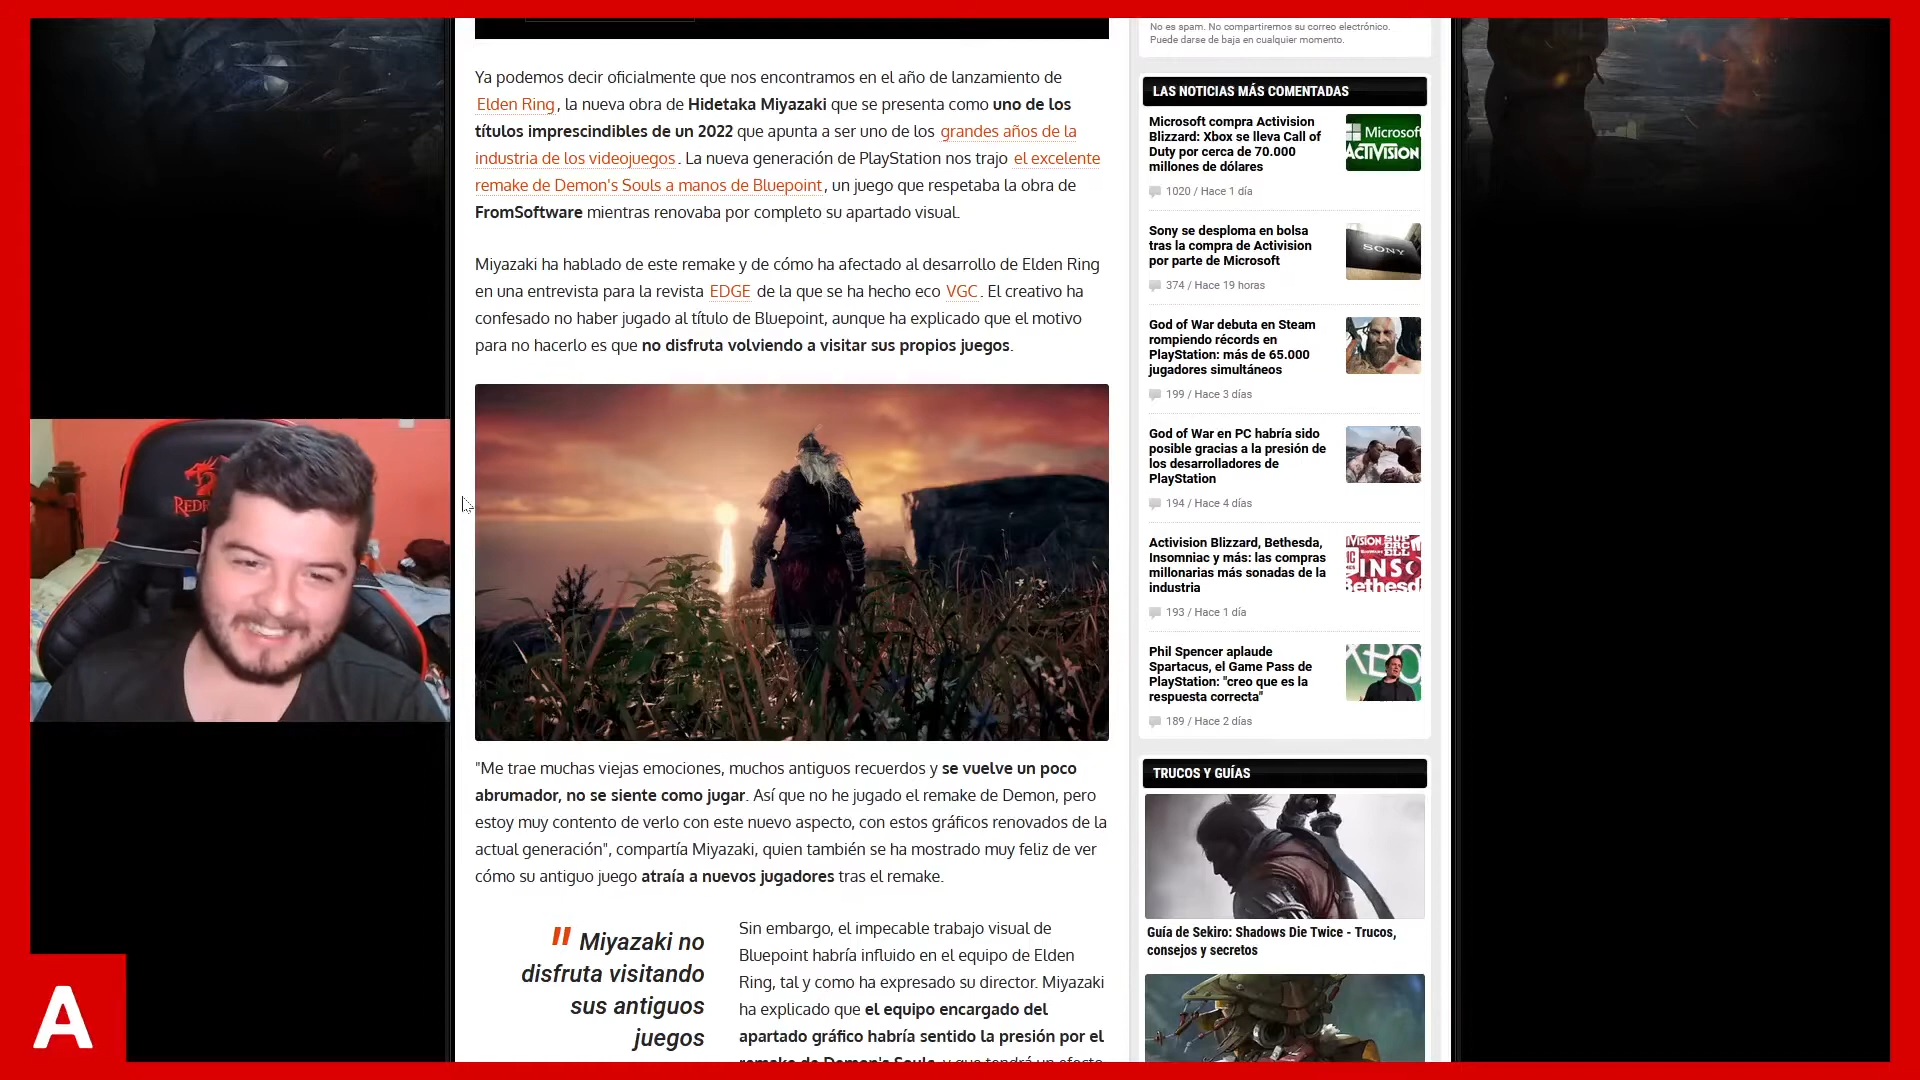 Ya podemos decir oficialmente que nos encontramos en el año de lanzamiento de
Elden Ring, la nueva obra de Hidetaka Miyazaki que se presenta como uno de los
títulos imprescindibles de un 2022 que apunta a ser uno de los grandes años de la
industria de los videojuegos. La nueva generación de PlayStation nos trajo el excelente
remake de Demon's Souls a manos de Bluepoint, un juego que respetaba la obra de
FromSoftware mientras renovaba por completo su apartado visual.
Miyazaki ha hablado de este remake y de cómo ha afectado al desarrollo de Elden Ring
en una entrevista para la revista EDGE de la que se ha hecho eco VGC. El creativo ha
confesado no haber jugado al título de Bluepoint, aunque ha explicado que el motivo
para no hacerlo es que no disfruta volviendo a visitar sus propios juegos.
"Me trae muchas viejas emociones, muchos antiguos recuerdos y se vuelve un poco
abrumador, no se siente como jugar. Así que no he jugado el remake de Demon, pero
estoy muy contento de verlo con este nuevo aspecto, con estos gráficos renovados de la
actual generación", compartía Miyazaki, quien también se ha mostrado muy feliz de ver
cómo su antiguo juego atraía a nuevos jugadores tras el remake.
" Miyazaki no
disfruta visitando
sus antiguos
juegos
Sin embargo, el impecable trabajo visual de
Bluepoint habría influido en el equipo de Elden
Ring, tal y como ha expresado su director. Miyazaki
ha explicado que el equipo encargado del
apartado gráfico habría sentido la presión por el
remake de Demon's Souls, y que tendrá un efecto
No es spam. No compartiremos su correo electrónico.
Puede darse de baja en cualquier momento.
LAS NOTICIAS MÁS COMENTADAS
Microsoft compra Activision
Blizzard: Xbox se lleva Call of
Duty por cerca de 70.000
millones de dólares
1020 / Hace 1 día
Microsoft
ACTIVISION
Sony se desploma en bolsa
tras la compra de Activision
por parte de Microsoft
374 / Hace 19 horas
SONY
God of War debuta en Steam
rompiendo récords en
PlayStation: más de 65.000
jugadores simultáneos
199 / Hace 3 días
God of War en PC habría sido
posible gracias a la presión de
los desarrolladores de
PlayStation
194 / Hace 4 días
Activision Blizzard, Bethesda,
Insomniac y más: las compras
millonarias más sonadas de la
industria
193 / Hace 1 día
VISION SUP
ERCELL
INS
Bethesd
Phil Spencer aplaude
Spartacus, el Game Pass de
PlayStation: "creo que es la
respuesta correcta"
189 / Hace 2 días
XBO
TRUCOS Y GUÍAS
Guía de Sekiro: Shadows Die Twice - Trucos,
consejos y secretos
REDR
A